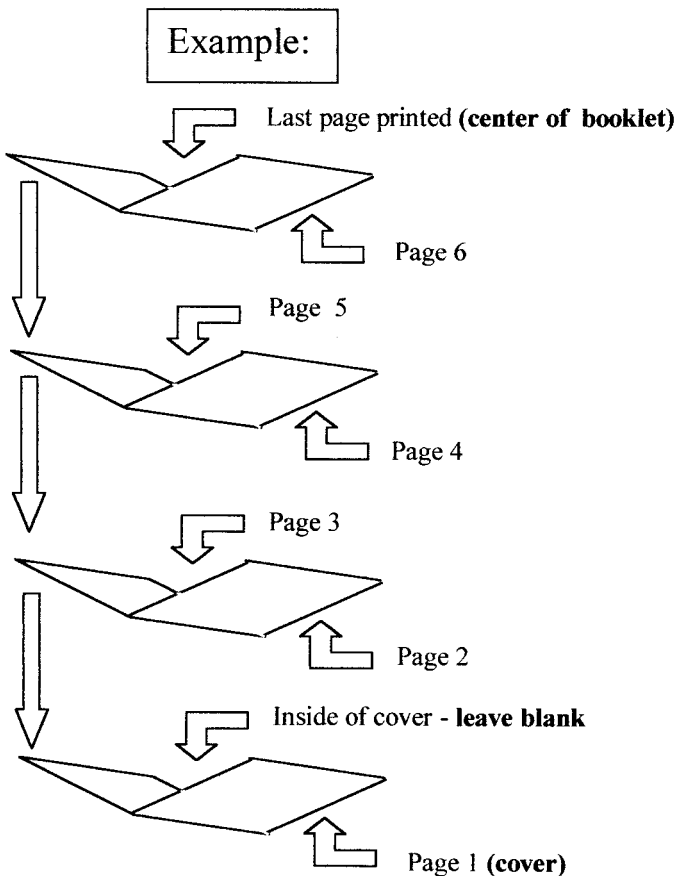 Example:
Last page printed (center of booklet)
Page 6
Page 5
Page 4
Page 3
Page 2
Inside of cover - leave blank
Page 1 (cover)